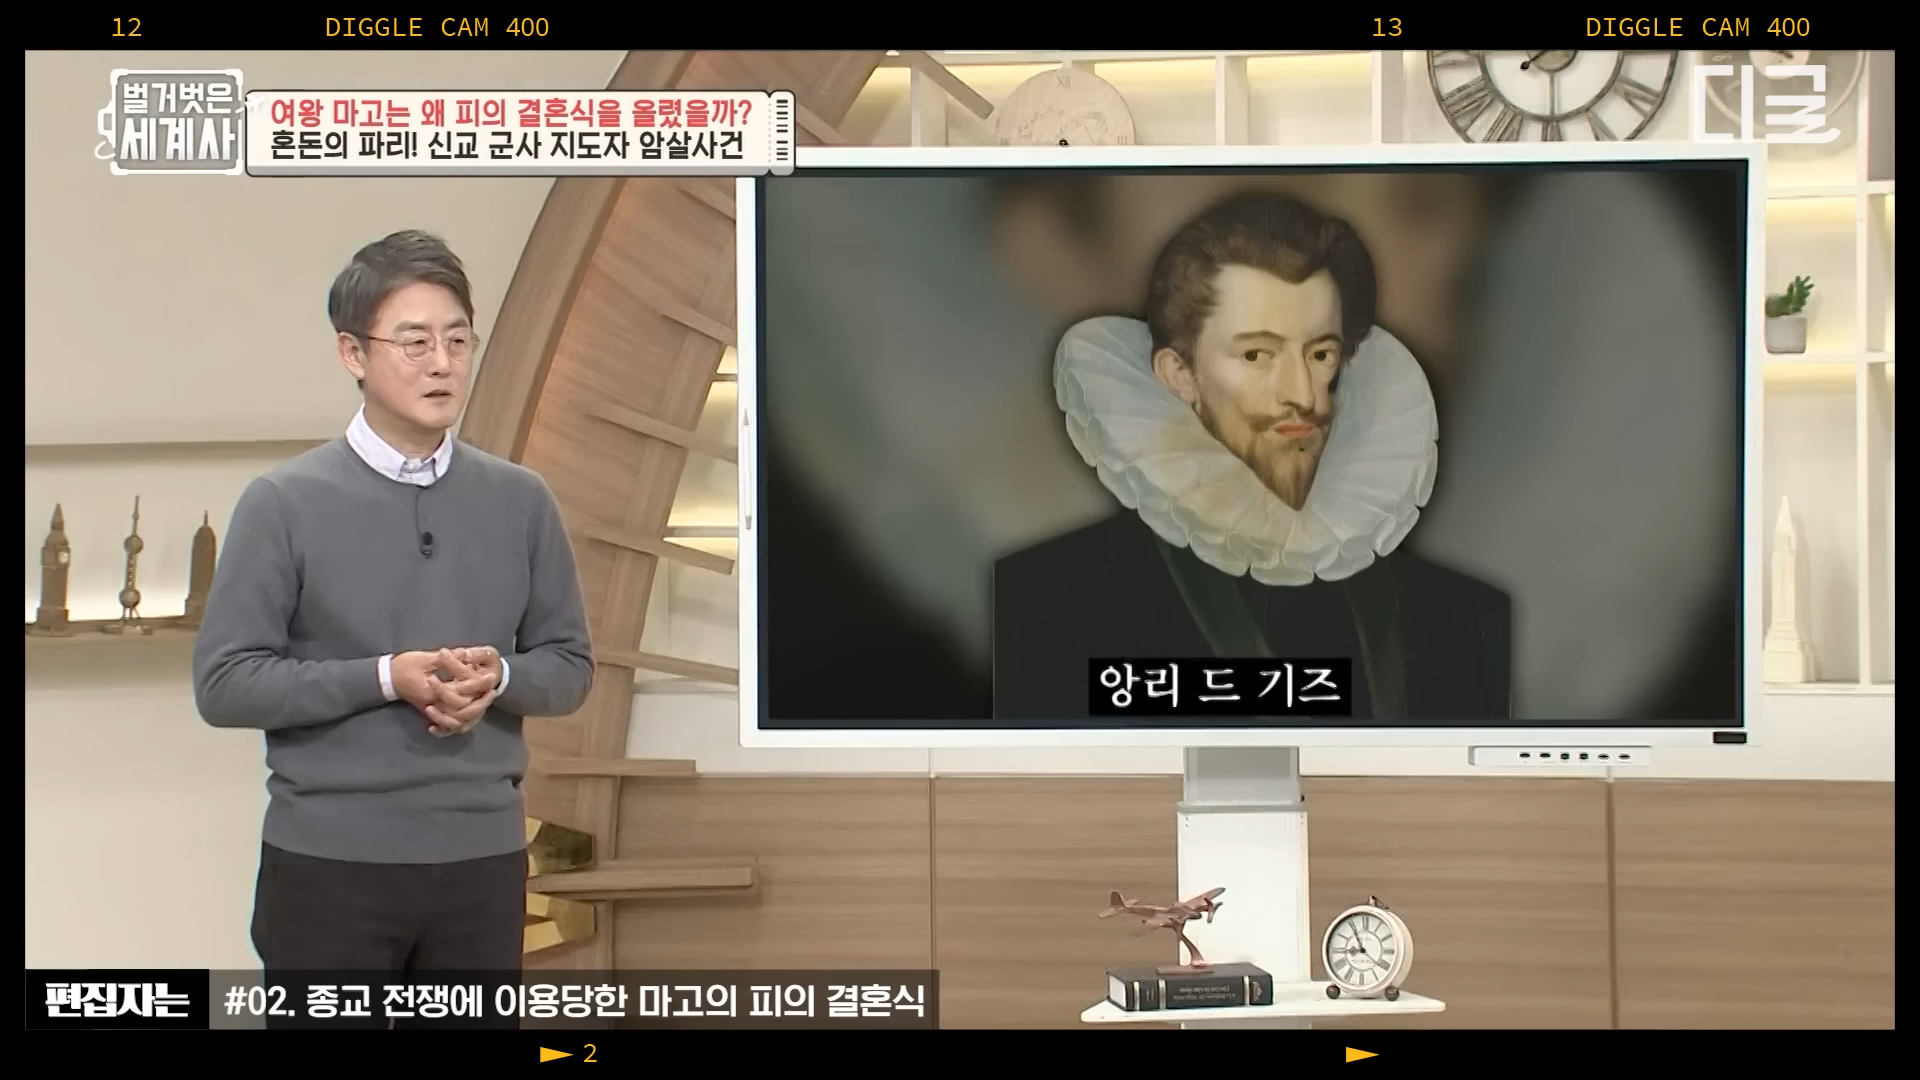 12
DIGGLE CAM 400
13
DIGGLE CAM 400
벌거벗은
세계사
여왕 마고는 왜 피의 결혼식을 올렸을까?
혼돈의 파리! 신교 군사 지도자 암살사건
디글
XII
앙리 드 기즈
편집자는
#02. 종교 전쟁에 이용당한 마고의 피의 결혼식
2